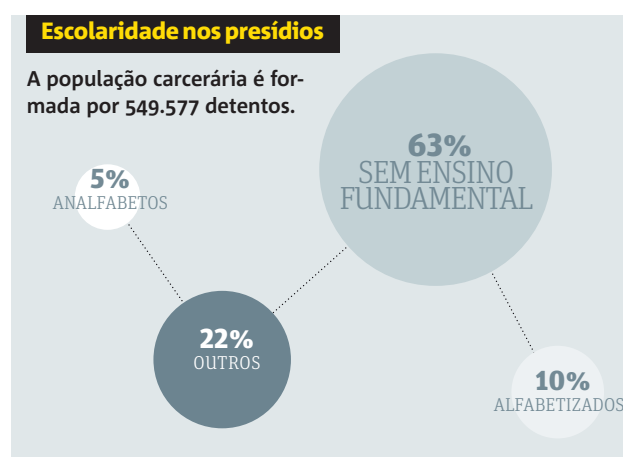 Escolaridade nos presídios
A população carcerária é for-
mada por 549.577 detentos.
63%
SEM ENSINO
FUNDAMENTAL
5%
ANALFABETOS
22%
OUTROS
10%
ALFABETIZADOS